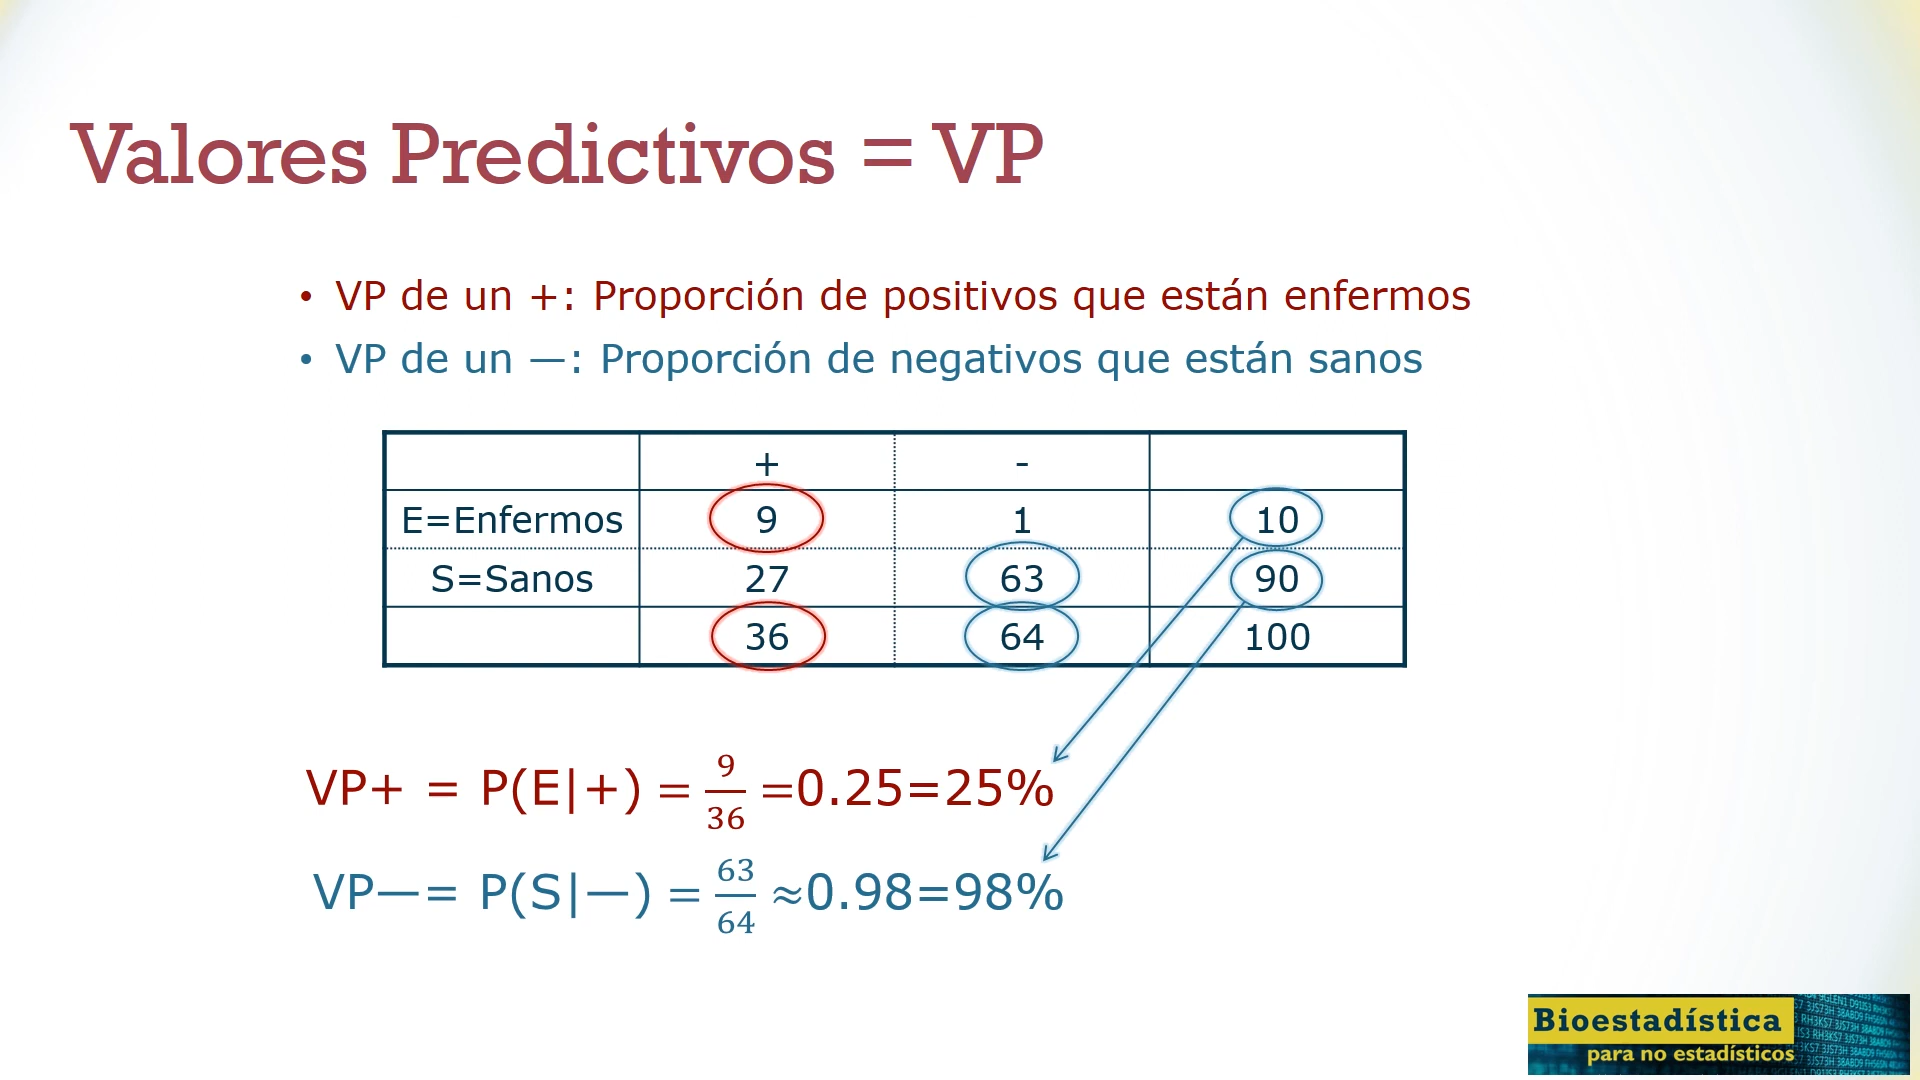 Valores Predictivos = VP
• VP de un +: Proporción de positivos que están enfermos
• VP de un —: Proporción de negativos que están sanos
+ -
E=Enfermos 9 1 10
S=Sanos 27 63 90
36 64 100
VP+ = P(E|+) = 9/36 =0.25=25%
VP—= P(S|—) = 63/64 ≈0.98=98%
Bioestadística
para no estadísticos